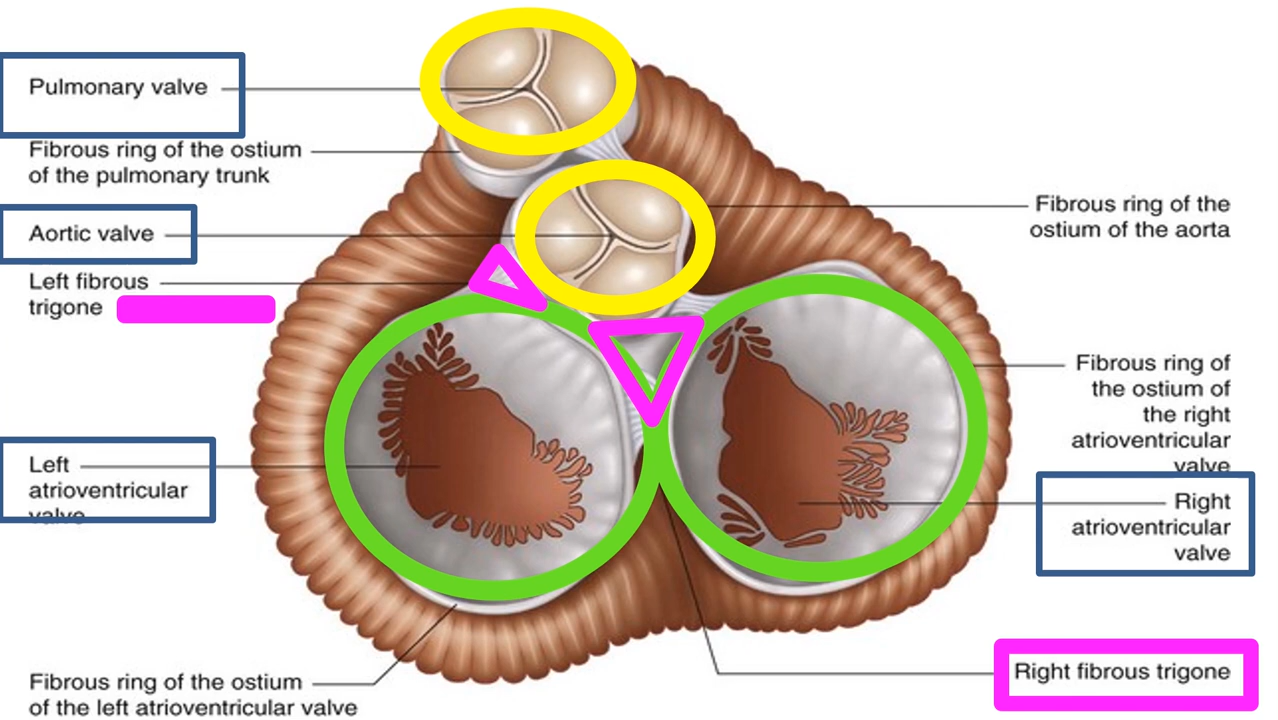 Pulmonary valve
Fibrous ring of the ostium
of the pulmonary trunk
Aortic valve
Left fibrous
trigone
Left
atrioventricular
valve
Fibrous ring of the ostium
of the left atrioventricular valve
Fibrous ring of the
ostium of the aorta
Fibrous ring of
the ostium of
the right
atrioventricular
valve
Right
atrioventricular
valve
Right fibrous trigone